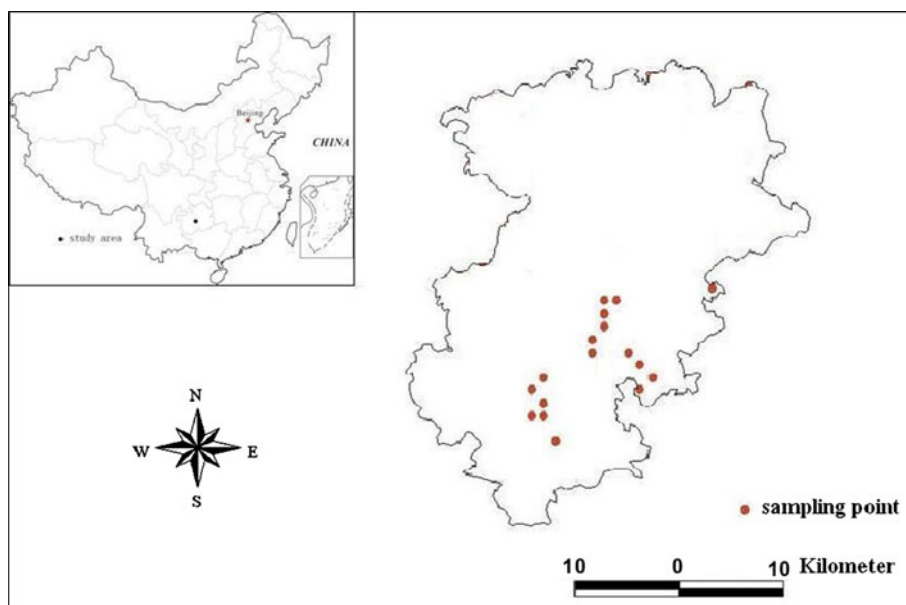 Beijing
CHINA
study area
N
W E
S
sampling point
10 0 10 Kilometer